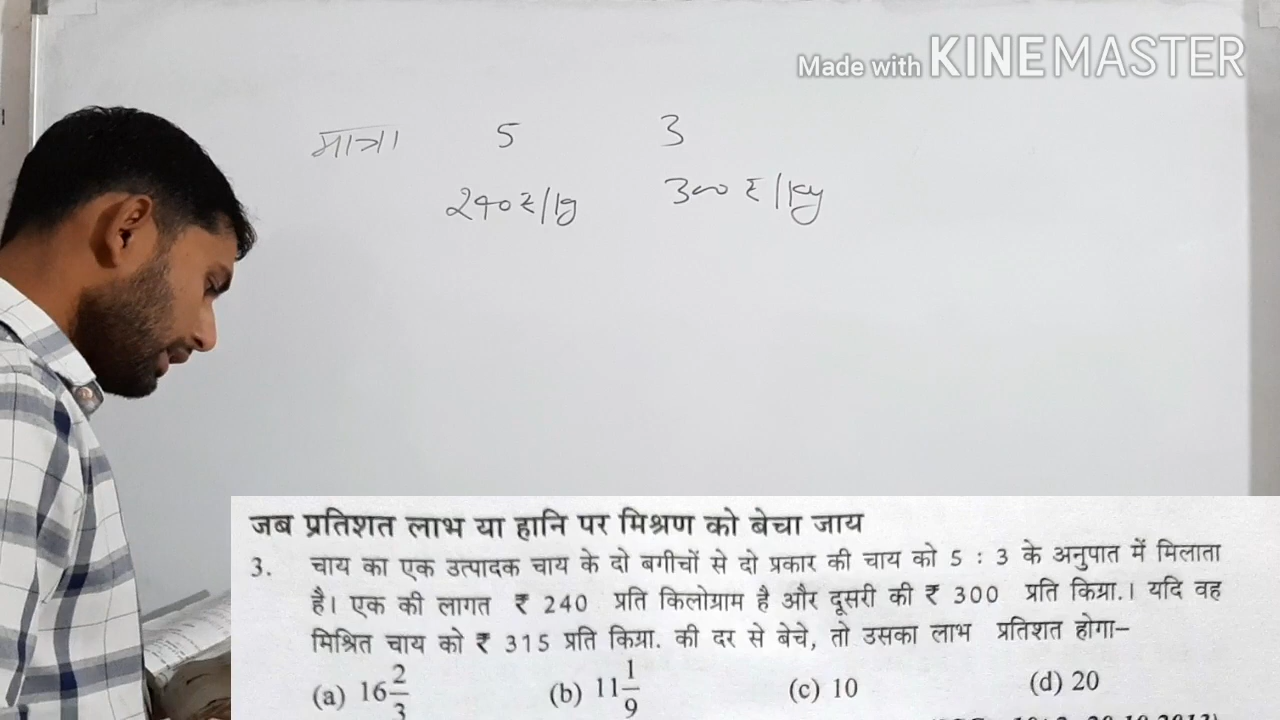 Made with KINEMASTER
मात्रा 5 3
240₹/kg 300 ₹/kg
जब प्रतिशत लाभ या हानि पर मिश्रण को बेचा जाय
3. चाय का एक उत्पादक चाय के दो बगीचों से दो प्रकार की चाय को 5 : 3 के अनुपात में मिलाता
है। एक की लागत ₹ 240 प्रति किलोग्राम है और दूसरी की ₹ 300 प्रति किग्रा.। यदि वह
मिश्रित चाय को ₹ 315 प्रति किग्रा. की दर से बेचे, तो उसका लाभ प्रतिशत होगा–
(a) 16 2/3 (b) 11 1/9 (c) 10 (d) 20